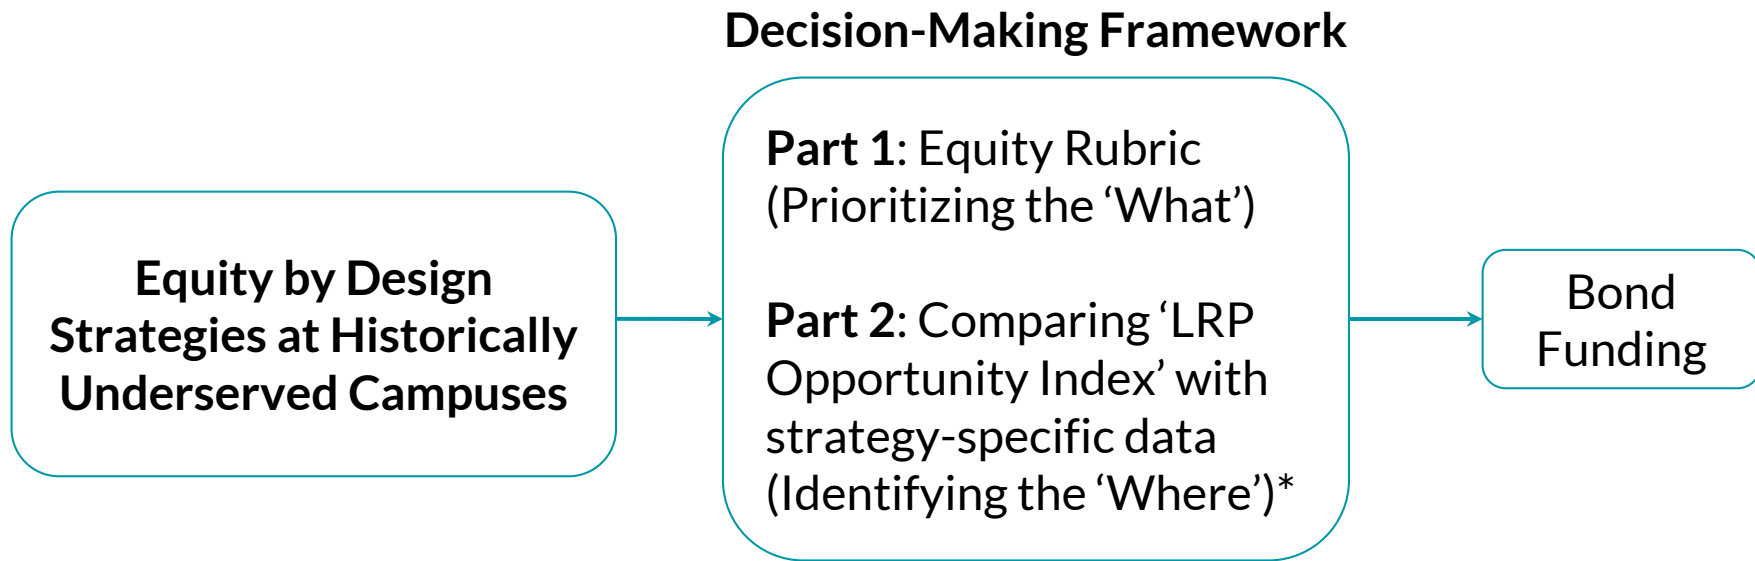 Decision-Making Framework
Equity by Design
Strategies at Historically
Underserved Campuses
Part 1: Equity Rubric
(Prioritizing the ‘What’)
Part 2: Comparing ‘LRP
Opportunity Index’ with
strategy-specific data
(Identifying the ‘Where’)*
Bond
Funding